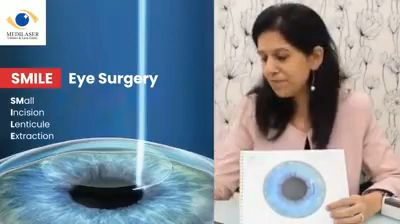 MEDILASER
SMILE Eye Surgery
SMall
Incision
Lenticule
Extraction